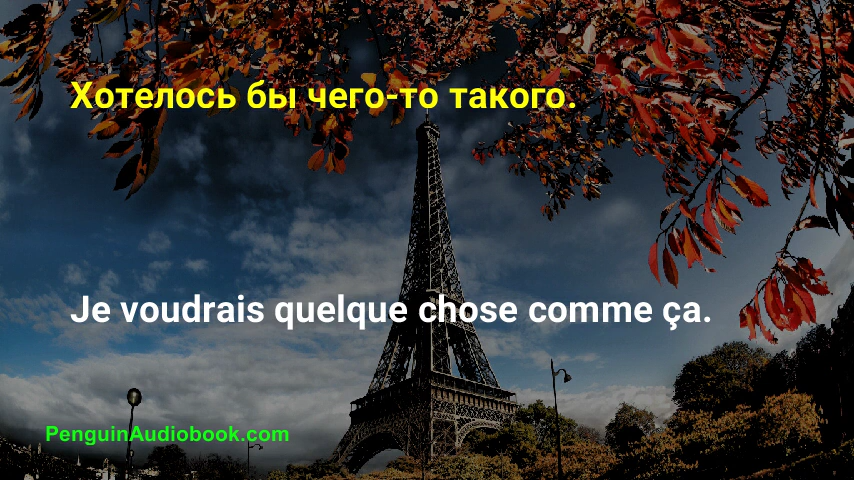 Хотелось бы чего-то такого.
Je voudrais quelque chose comme ça.
PenguinAudiobook.com